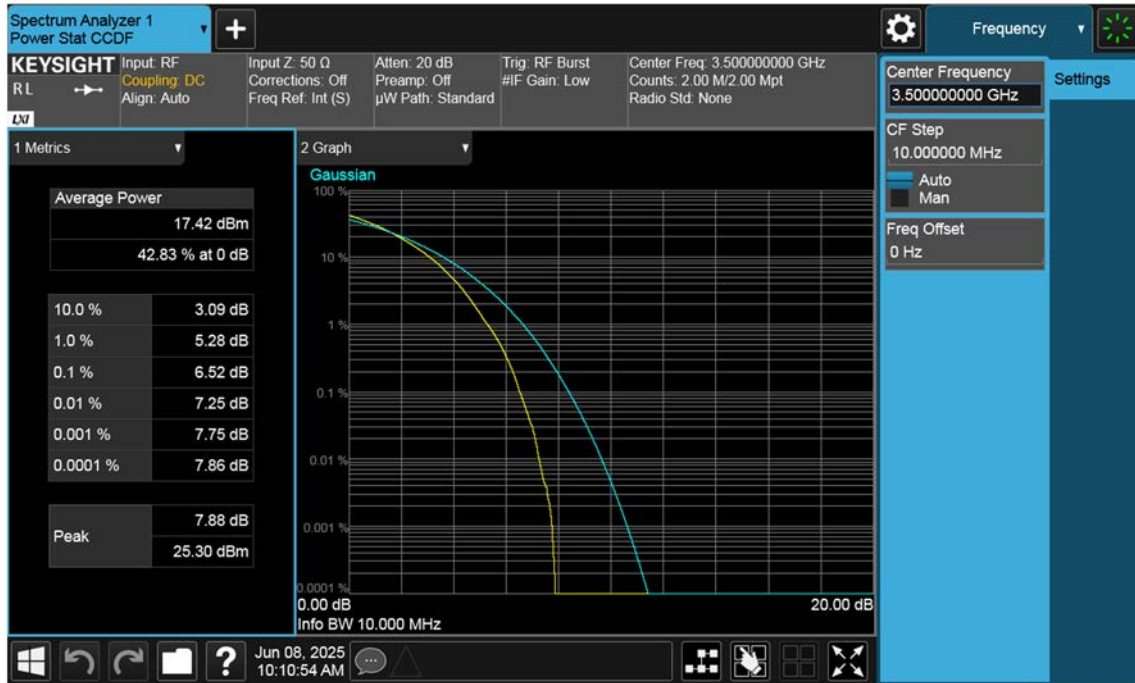 Spectrum Analyzer 1
Power Stat CCDF
Frequency
KEYSIGHT
R L
LXI
Input: RF
Coupling: DC
Align: Auto
Input Z: 50 Ω
Corrections: Off
Freq Ref: Int (S)
Atten: 20 dB
Preamp: Off
µW Path: Standard
Trig: RF Burst
#IF Gain: Low
Center Freq: 3.500000000 GHz
Counts: 2.00 M/2.00 Mpt
Radio Std: None
1 Metrics
Average Power
17.42 dBm
42.83 % at 0 dB
10.0 % 3.09 dB
1.0 % 5.28 dB
0.1 % 6.52 dB
0.01 % 7.25 dB
0.001 % 7.75 dB
0.0001 % 7.86 dB
Peak
7.88 dB
25.30 dBm
2 Graph
Gaussian
100 %
10 %
1 %
0.1 %
0.01 %
0.001 %
0.0001 %
0.00 dB 20.00 dB
Info BW 10.000 MHz
Center Frequency
3.500000000 GHz
CF Step
10.000000 MHz
Auto
Man
Freq Offset
0 Hz
Settings
?
Jun 08, 2025
10:10:54 AM